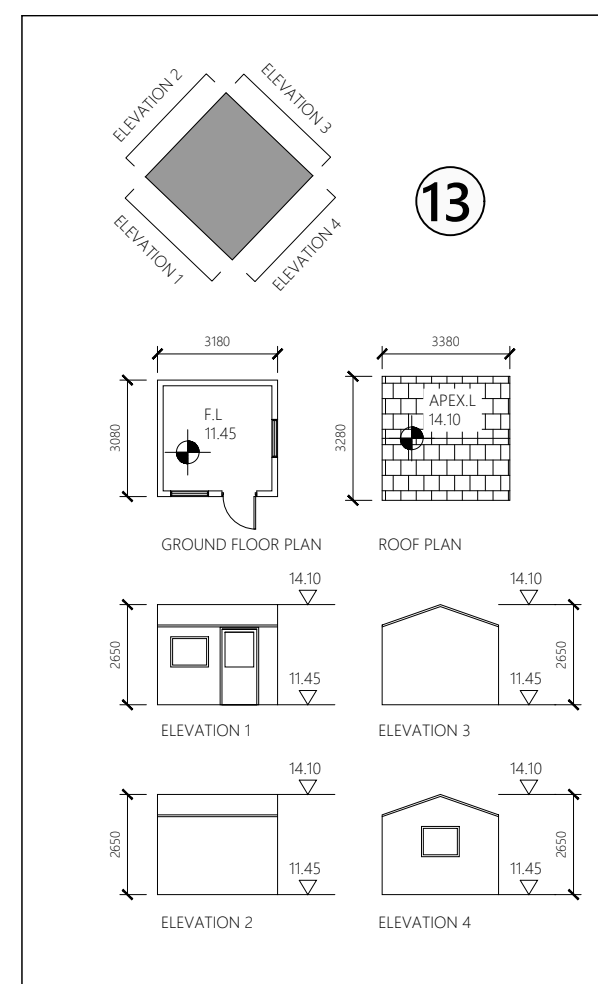 ELEVATION 2
ELEVATION 3
13
ELEVATION 1
ELEVATION 4
3180
3380
3080
F.L
11.45
3280
APEX.L
14.10
GROUND FLOOR PLAN
ROOF PLAN
14.10
14.10
2650
2650
11.45
11.45
ELEVATION 1
ELEVATION 3
14.10
14.10
2650
2650
11.45
11.45
ELEVATION 2
ELEVATION 4